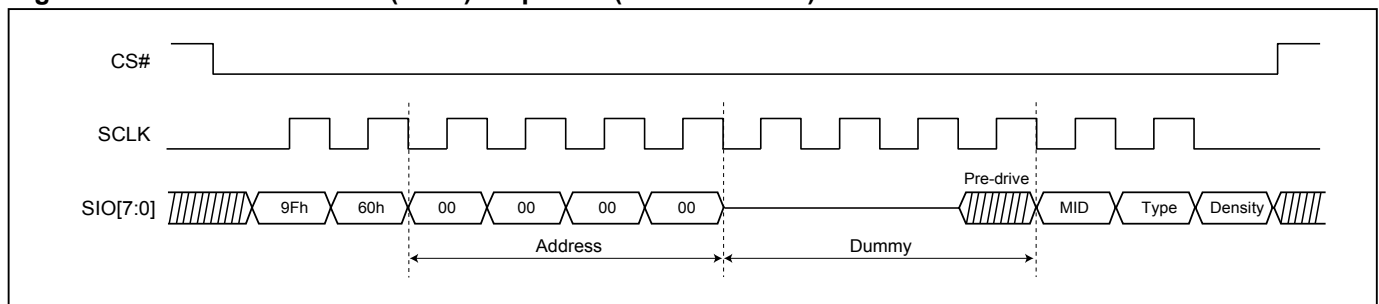 CS#
SCLK
Pre-drive
SIO[7:0] 9Fh 60h 00 00 00 00 MID Type Density
Address Dummy